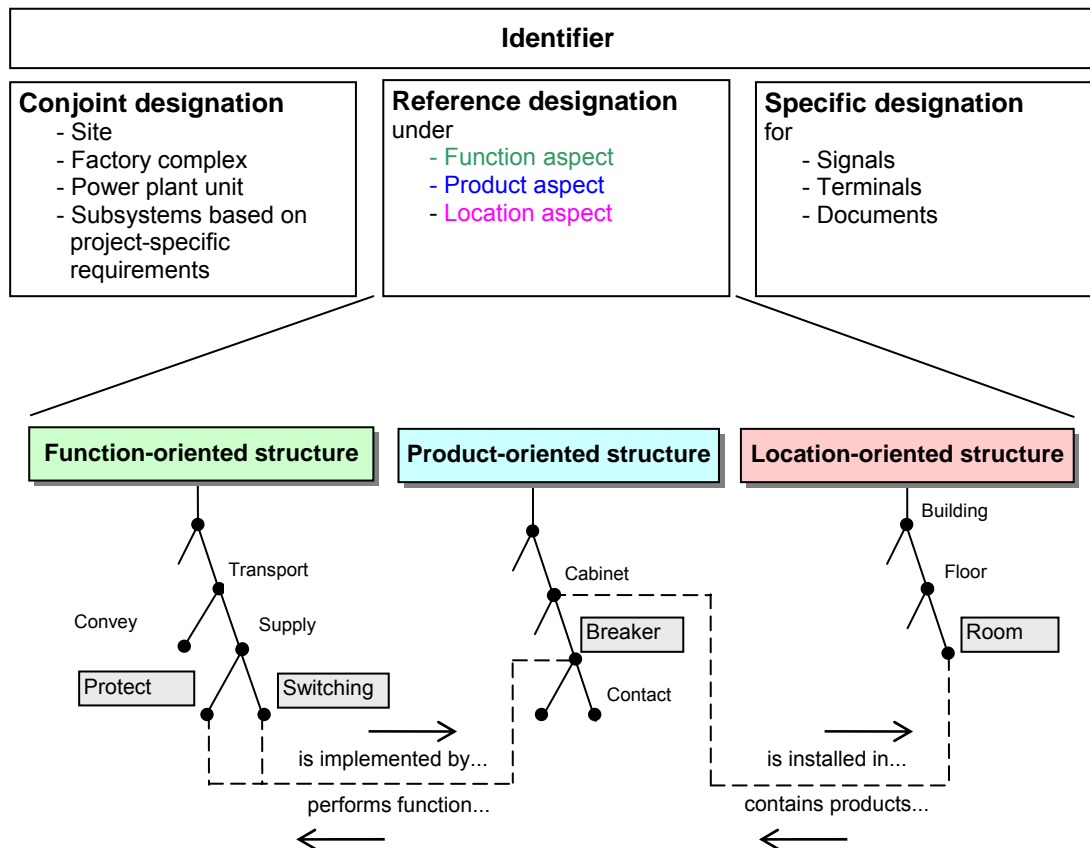 Identifier
Conjoint designation
- Site
- Factory complex
- Power plant unit
- Subsystems based on
project-specific
requirements
Reference designation
under
- Function aspect
- Product aspect
- Location aspect
Specific designation
for
- Signals
- Terminals
- Documents
Function-oriented structure
Product-oriented structure
Location-oriented structure
Transport
Convey
Supply
Protect
Switching
Cabinet
Breaker
Contact
Building
Floor
Room
is implemented by...
performs function...
is installed in...
contains products...